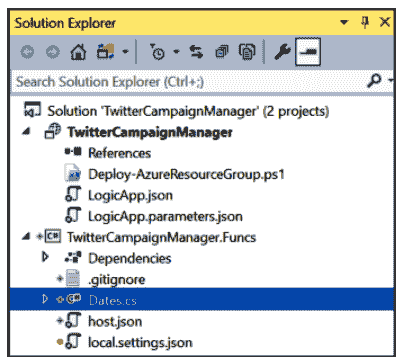 Solution Explorer
Search Solution Explorer (Ctrl+;)
Solution 'TwitterCampaignManager' (2 projects)
TwitterCampaignManager
References
Deploy-AzureResourceGroup.ps1
LogicApp.json
LogicApp.parameters.json
C# TwitterCampaignManager.Funcs
Dependencies
.gitignore
C# Dates.cs
host.json
local.settings.json